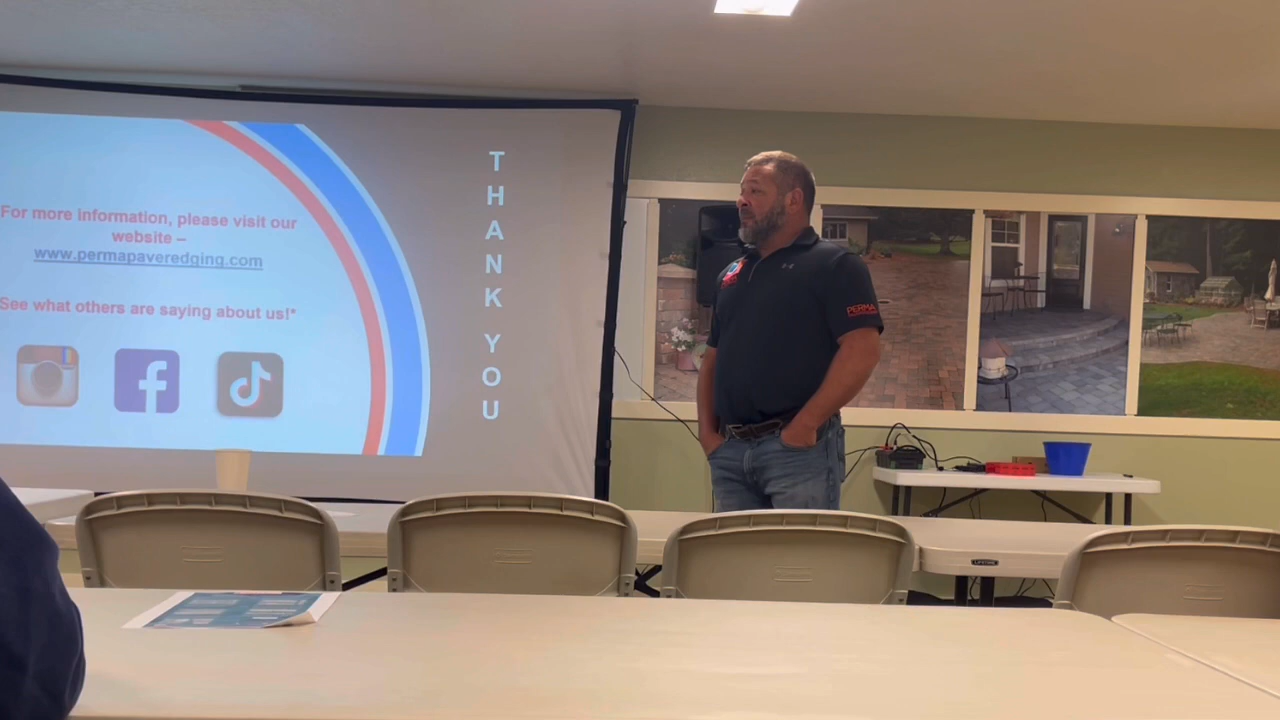 For more information, please visit our
website –
www.permapaveredging.com
See what others are saying about us!*
THANK YOU
PERMA
LIFETIME